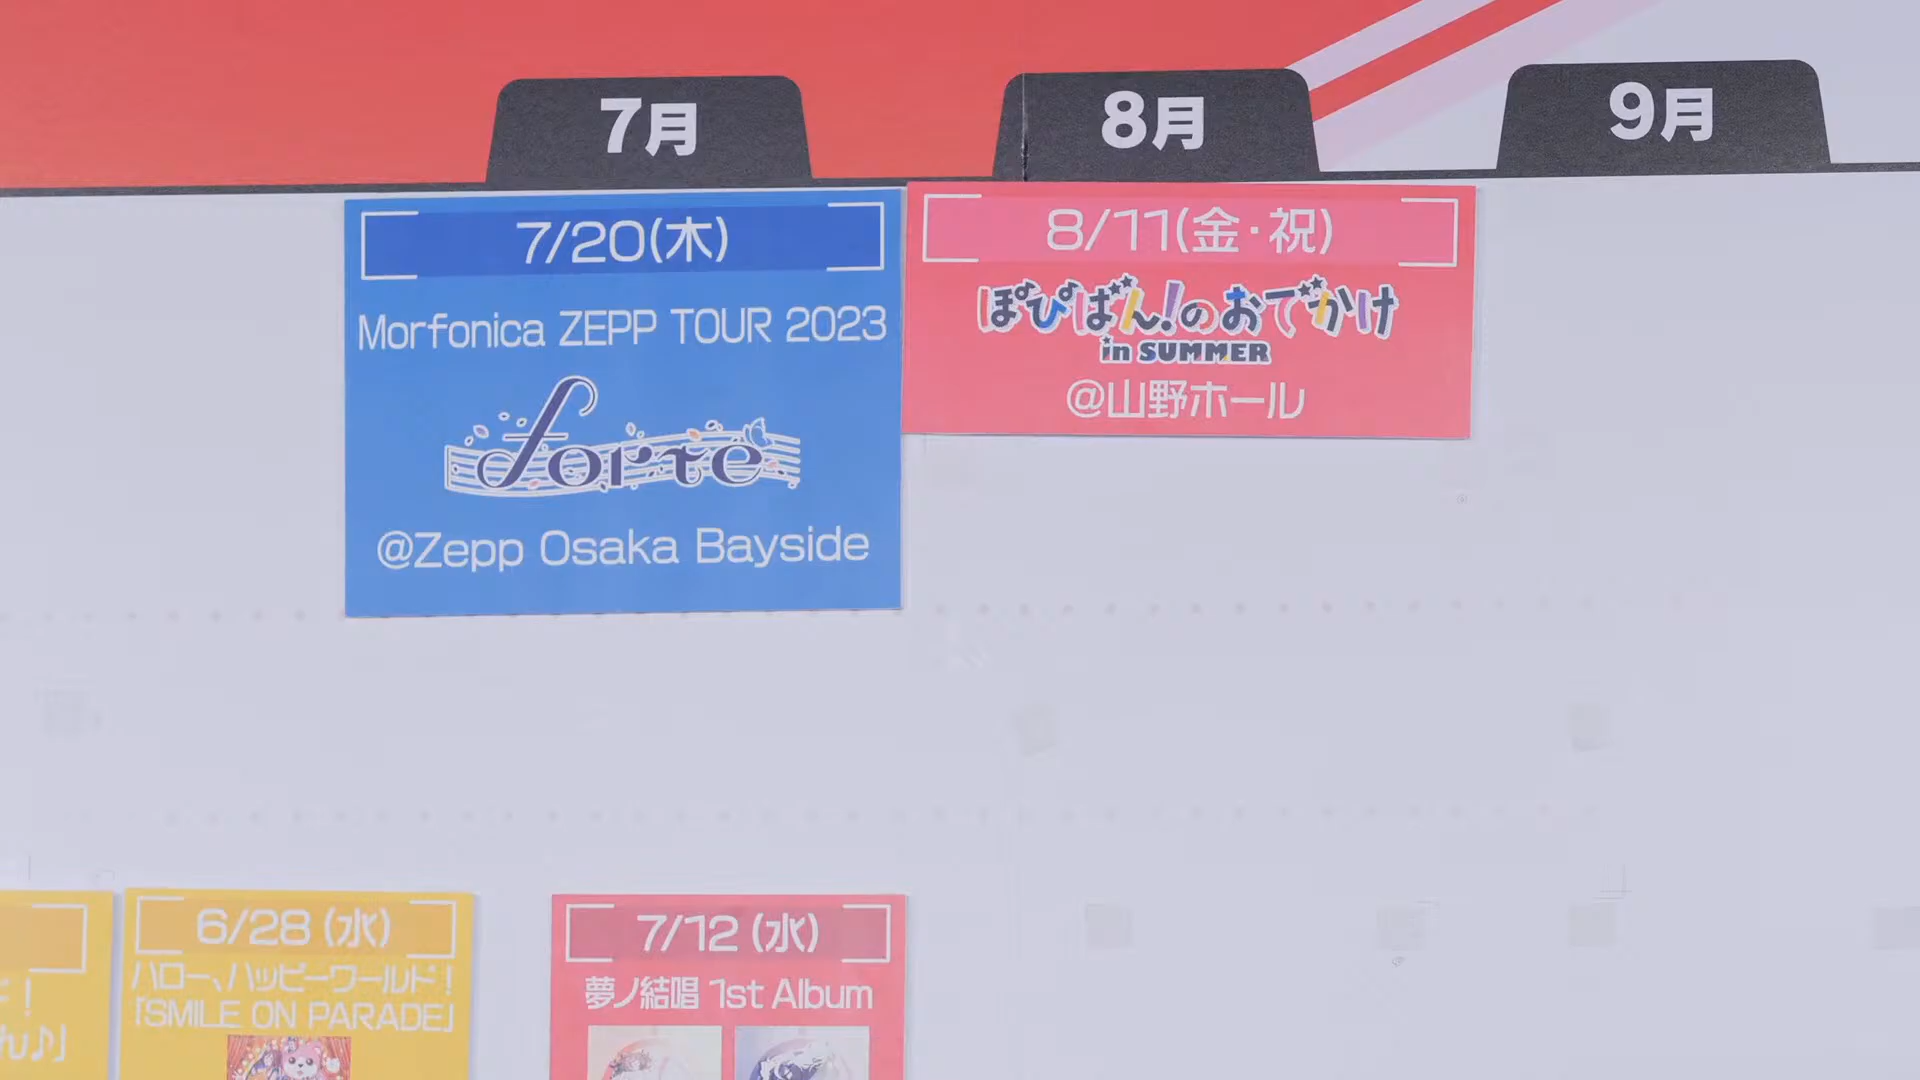 7月
8月
9月
7/20(木)
Morfonica ZEPP TOUR 2023
forte
@Zepp Osaka Bayside
8/11(金・祝)
ぽぴばん!のおでかけ
in SUMMER
@山野ホール
!
ん♪」
6/28(水)
ハロー、ハッピーワールド!
「SMILE ON PARADE」
7/12(水)
夢ノ結唱 1st Album